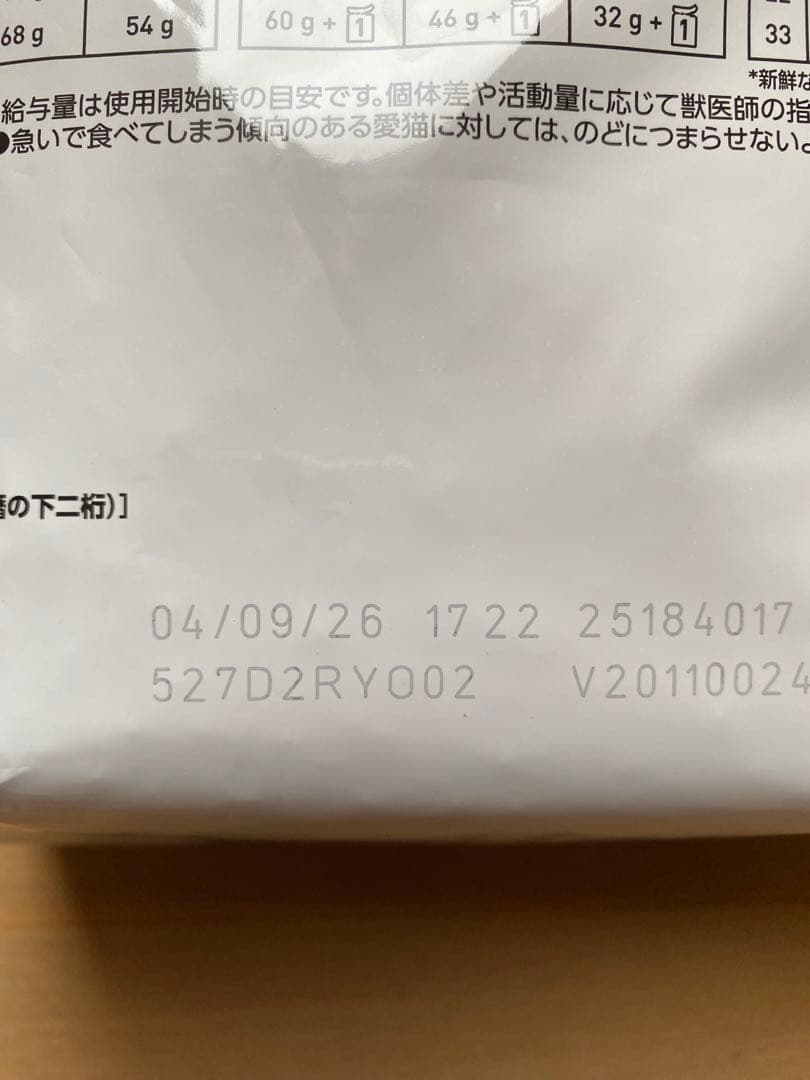 68 g 54 g 60 g + 1 46 g + 1 32 g + 1 33
*新鮮な
給与量は使用開始時の目安です。個体差や活動量に応じて獣医師の指
●急いで食べてしまう傾向のある愛猫に対しては、のどにつまらせない
の下二桁)]
04/09/26 17 22 25184017
527D2RYO02 V20110024